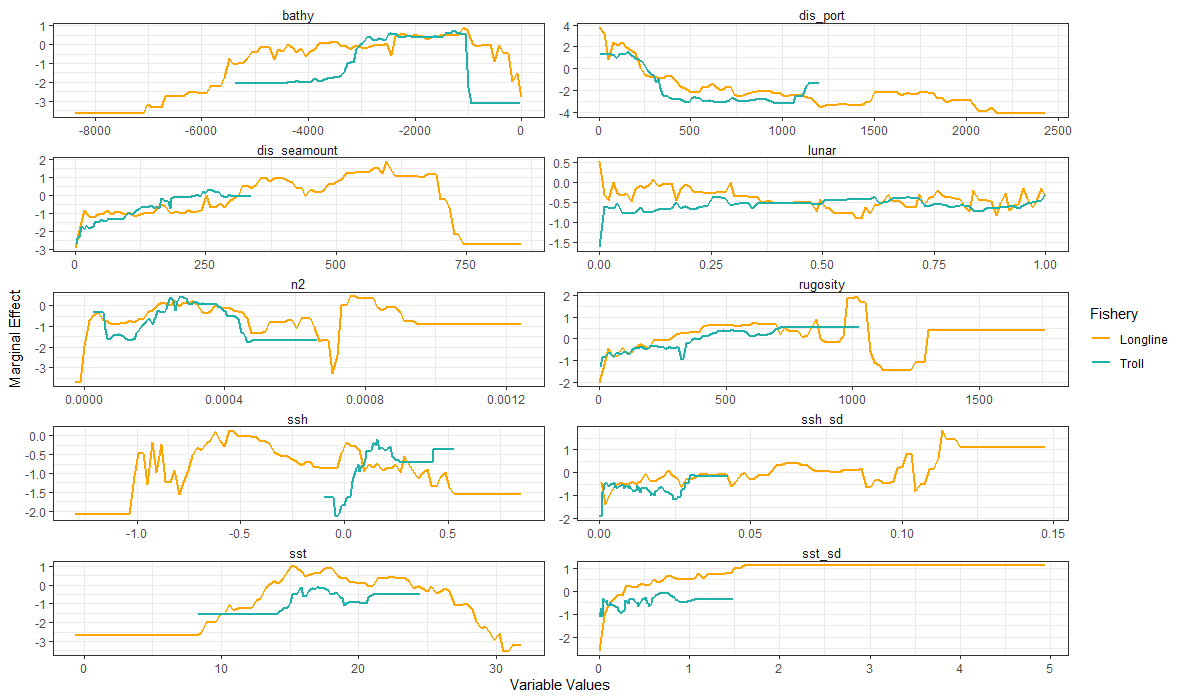 bathy
1
0
-1
-2
-3
-8000 -6000 -4000 -2000 0
dis_port
4
2
0
-2
-4
0 500 1000 1500 2000 2500
dis_seamount
2
1
0
-1
-2
-3
0 250 500 750
lunar
0.5
0.0
-0.5
-1.0
-1.5
0.00 0.25 0.50 0.75 1.00
n2
0
-1
-2
-3
0.0000 0.0004 0.0008 0.0012
rugosity
2
1
0
-1
-2
0 500 1000 1500
ssh
0.0
-0.5
-1.0
-1.5
-2.0
-1.0 -0.5 0.0 0.5
ssh_sd
1
0
-1
-2
0.00 0.05 0.10 0.15
sst
1
0
-1
-2
-3
0 10 20 30
sst_sd
1
0
-1
-2
0 1 2 3 4 5
Marginal Effect
Variable Values
Fishery
Longline
Troll